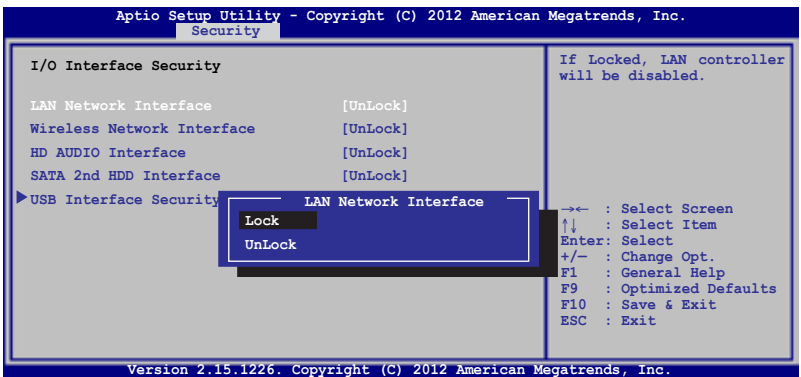 Aptio Setup Utility - Copyright (C) 2012 American Megatrends, Inc.
Security
I/O Interface Security
LAN Network Interface [UnLock]
Wireless Network Interface [UnLock]
HD AUDIO Interface [UnLock]
SATA 2nd HDD Interface [UnLock]
USB Interface Security
LAN Network Interface
Lock
UnLock
If Locked, LAN controller
will be disabled.
→← : Select Screen
↑↓ : Select Item
Enter: Select
+/— : Change Opt.
F1 : General Help
F9 : Optimized Defaults
F10 : Save & Exit
ESC : Exit
Version 2.15.1226. Copyright (C) 2012 American Megatrends, Inc.